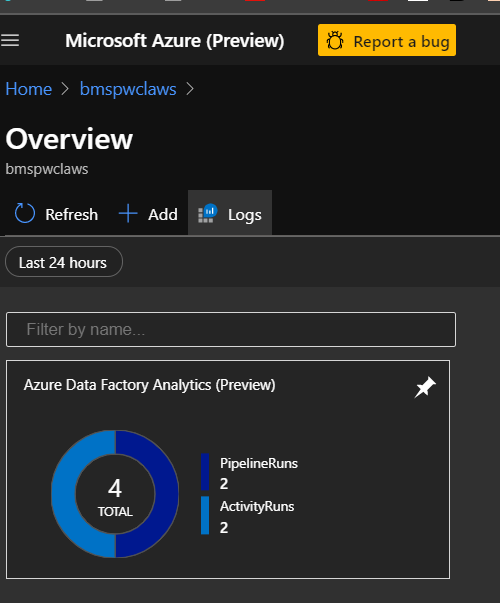 Microsoft Azure (Preview)
Report a bug
Home > bmspwclaws >
Overview
bmspwclaws
Refresh
Add
Logs
Last 24 hours
Filter by name...
Azure Data Factory Analytics (Preview)
4
TOTAL
PipelineRuns
2
ActivityRuns
2